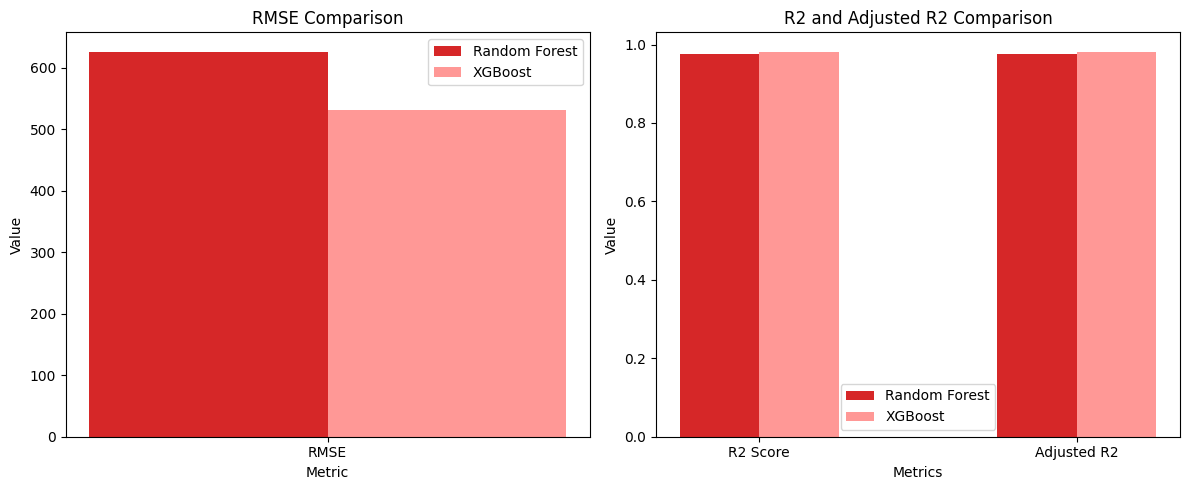 RMSE Comparison
Value
600
500
400
300
200
100
0
Random Forest
XGBoost
RMSE
Metric
R2 and Adjusted R2 Comparison
Value
1.0
0.8
0.6
0.4
0.2
0.0
Random Forest
XGBoost
R2 Score Adjusted R2
Metrics